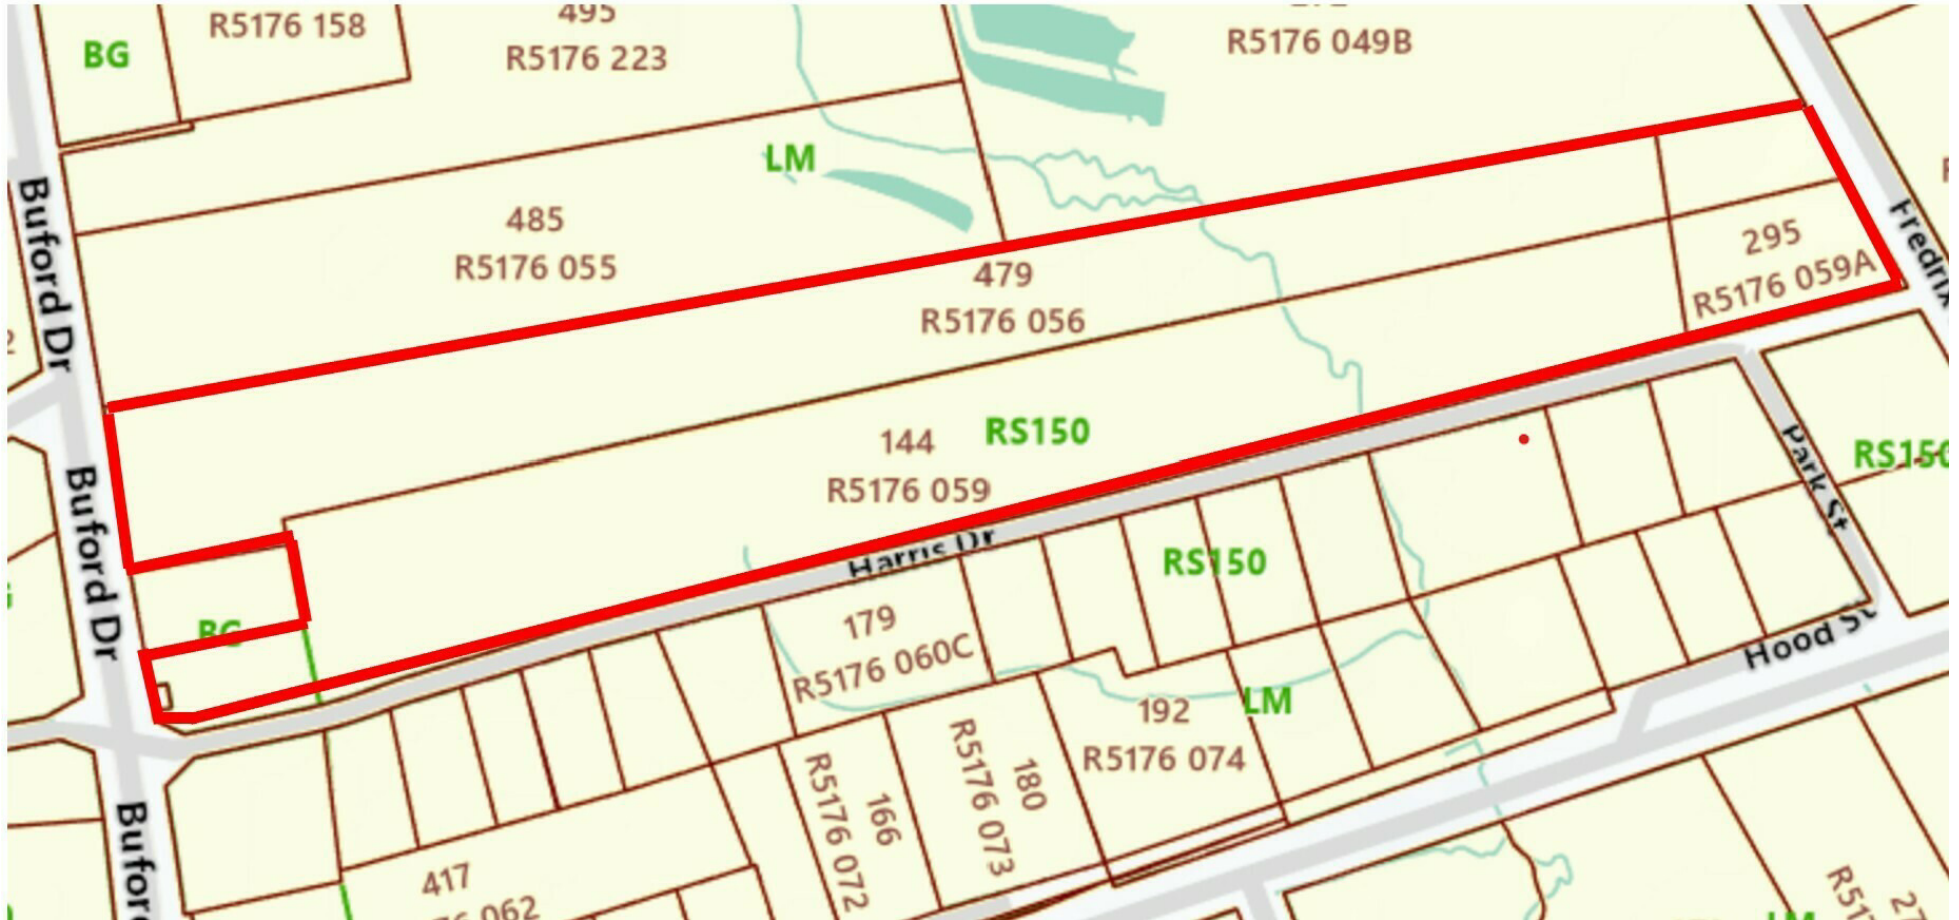 495
R5176 158
BG
R5176 223
R5176 049B
LM
485
R5176 055
Buford Dr
479
R5176 056
295
R5176 059A
144
R5176 059
RS150
RS150
Buford Dr
Park St
Harris Dr
RS150
BG
179
R5176 060C
Hood St
LM
192
R5176 074
180
R5176 073
166
R5176 072
417